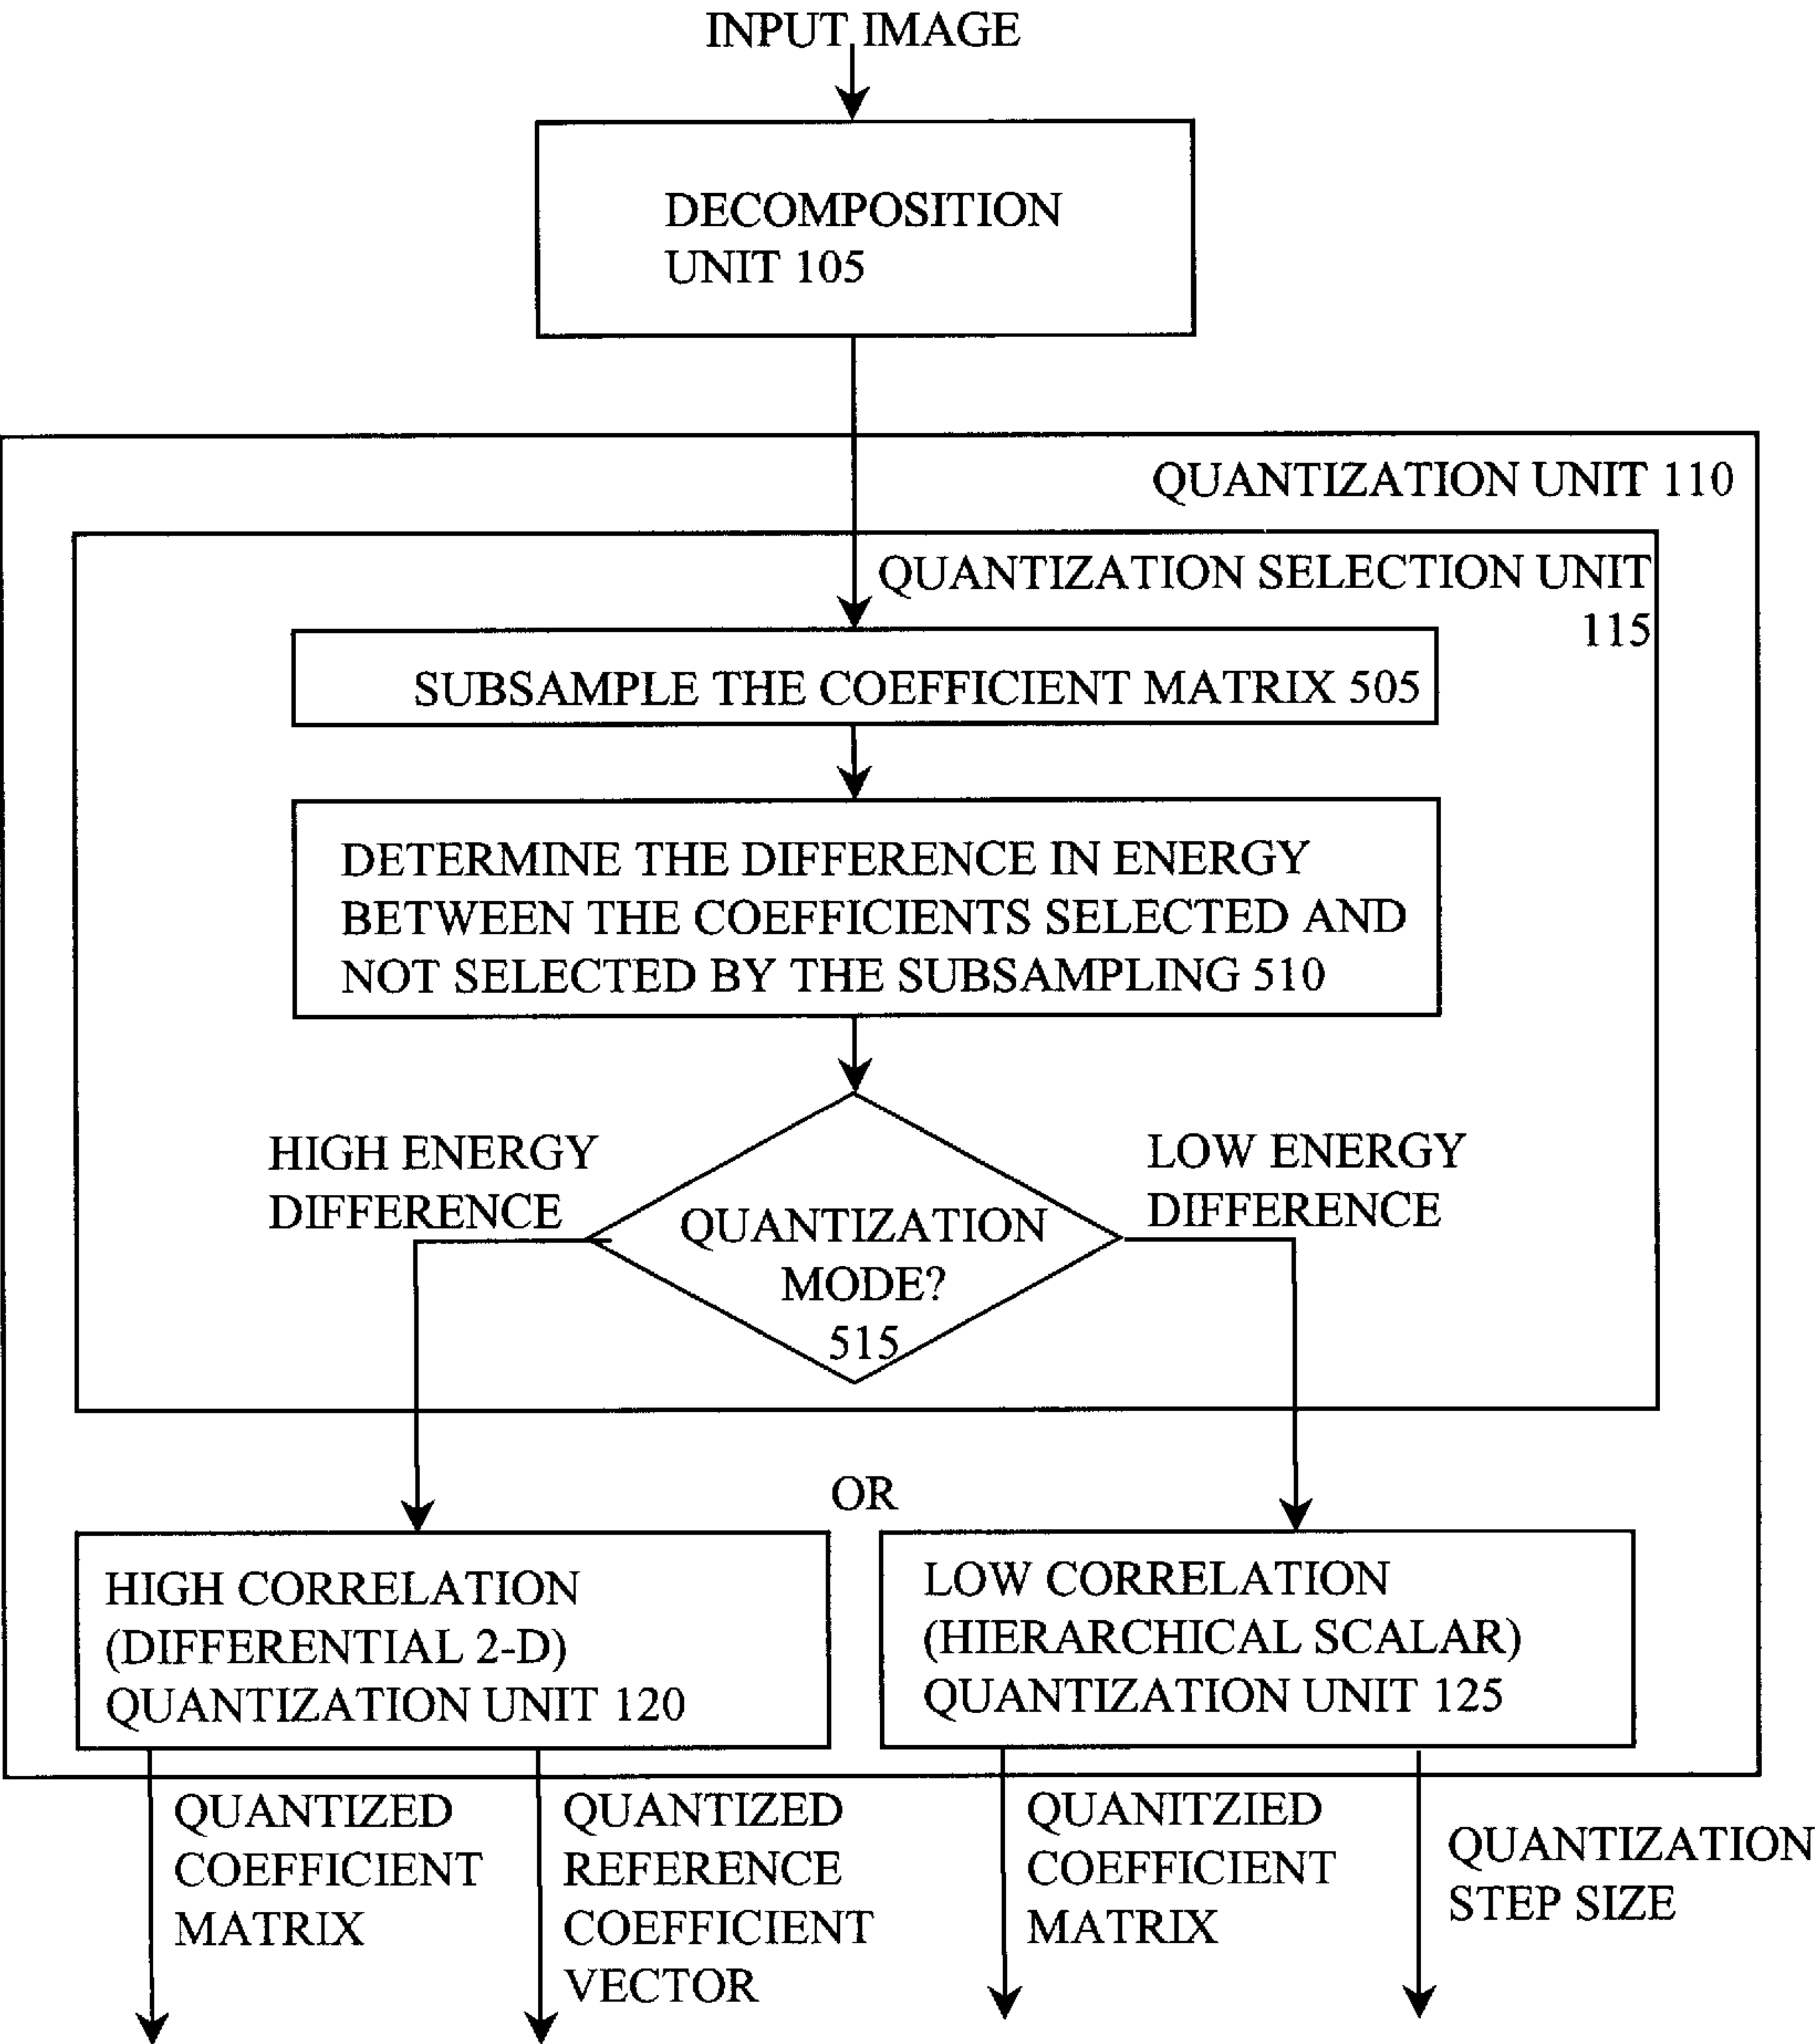 INPUT IMAGE
DECOMPOSITION
UNIT 105
QUANTIZATION UNIT 110
QUANTIZATION SELECTION UNIT
115
SUBSAMPLE THE COEFFICIENT MATRIX 505
DETERMINE THE DIFFERENCE IN ENERGY
BETWEEN THE COEFFICIENTS SELECTED AND
NOT SELECTED BY THE SUBSAMPLING 510
HIGH ENERGY
DIFFERENCE
QUANTIZATION
MODE?
515
LOW ENERGY
DIFFERENCE
OR
HIGH CORRELATION
(DIFFERENTIAL 2-D)
QUANTIZATION UNIT 120
LOW CORRELATION
(HIERARCHICAL SCALAR)
QUANTIZATION UNIT 125
QUANTIZED
COEFFICIENT
MATRIX
QUANTIZED
REFERENCE
COEFFICIENT
VECTOR
QUANITZIED
COEFFICIENT
MATRIX
QUANTIZATION
STEP SIZE